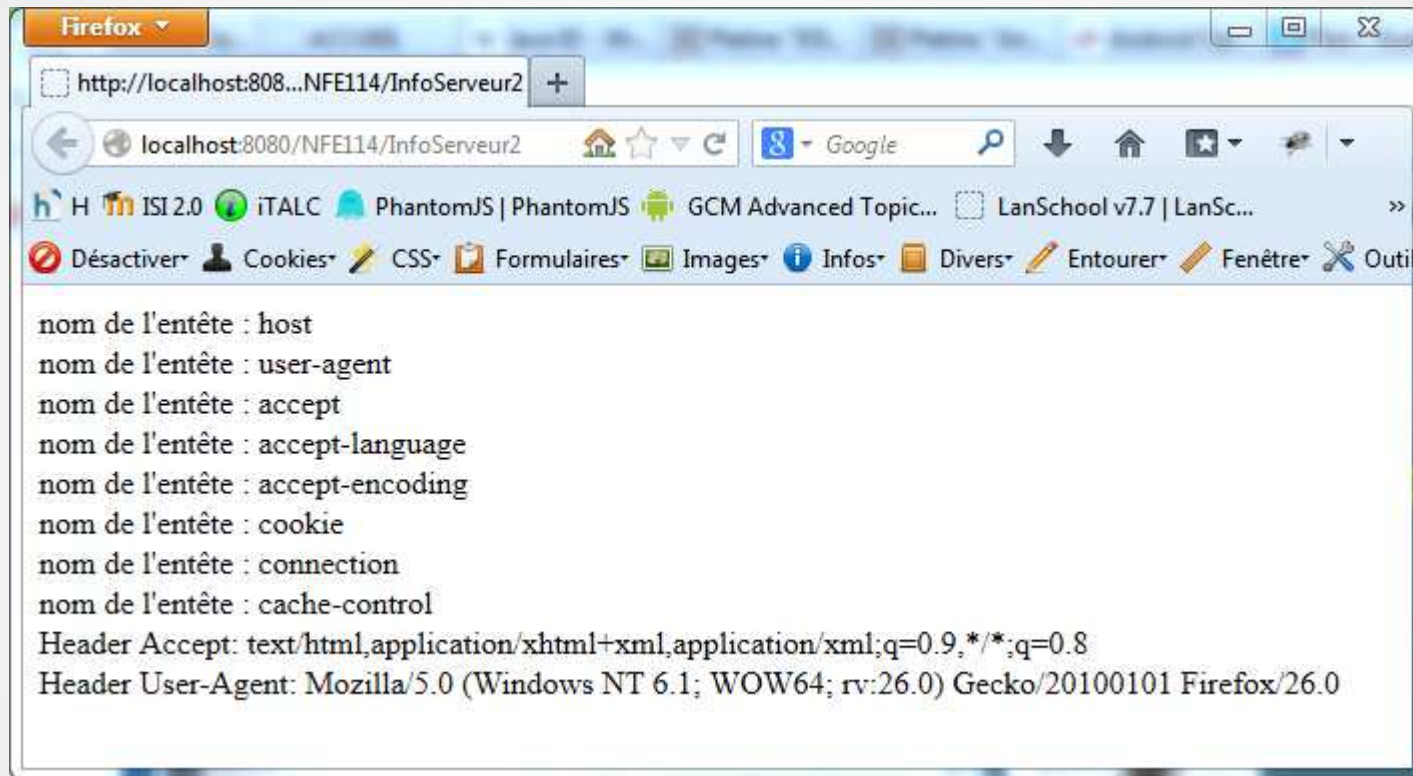 Firefox
http://localhost:808...NFE114/InfoServeur2
localhost:8080/NFE114/InfoServeur2 Google
H ISI 2.0 iTALC PhantomJS | PhantomJS GCM Advanced Topic... LanSchool v7.7 | LanSc... »
Désactiver Cookies CSS Formulaires Images Infos Divers Entourer Fenêtre Outil
nom de l'entête : host
nom de l'entête : user-agent
nom de l'entête : accept
nom de l'entête : accept-language
nom de l'entête : accept-encoding
nom de l'entête : cookie
nom de l'entête : connection
nom de l'entête : cache-control
Header Accept: text/html,application/xhtml+xml,application/xml;q=0.9,*/*;q=0.8
Header User-Agent: Mozilla/5.0 (Windows NT 6.1; WOW64; rv:26.0) Gecko/20100101 Firefox/26.0